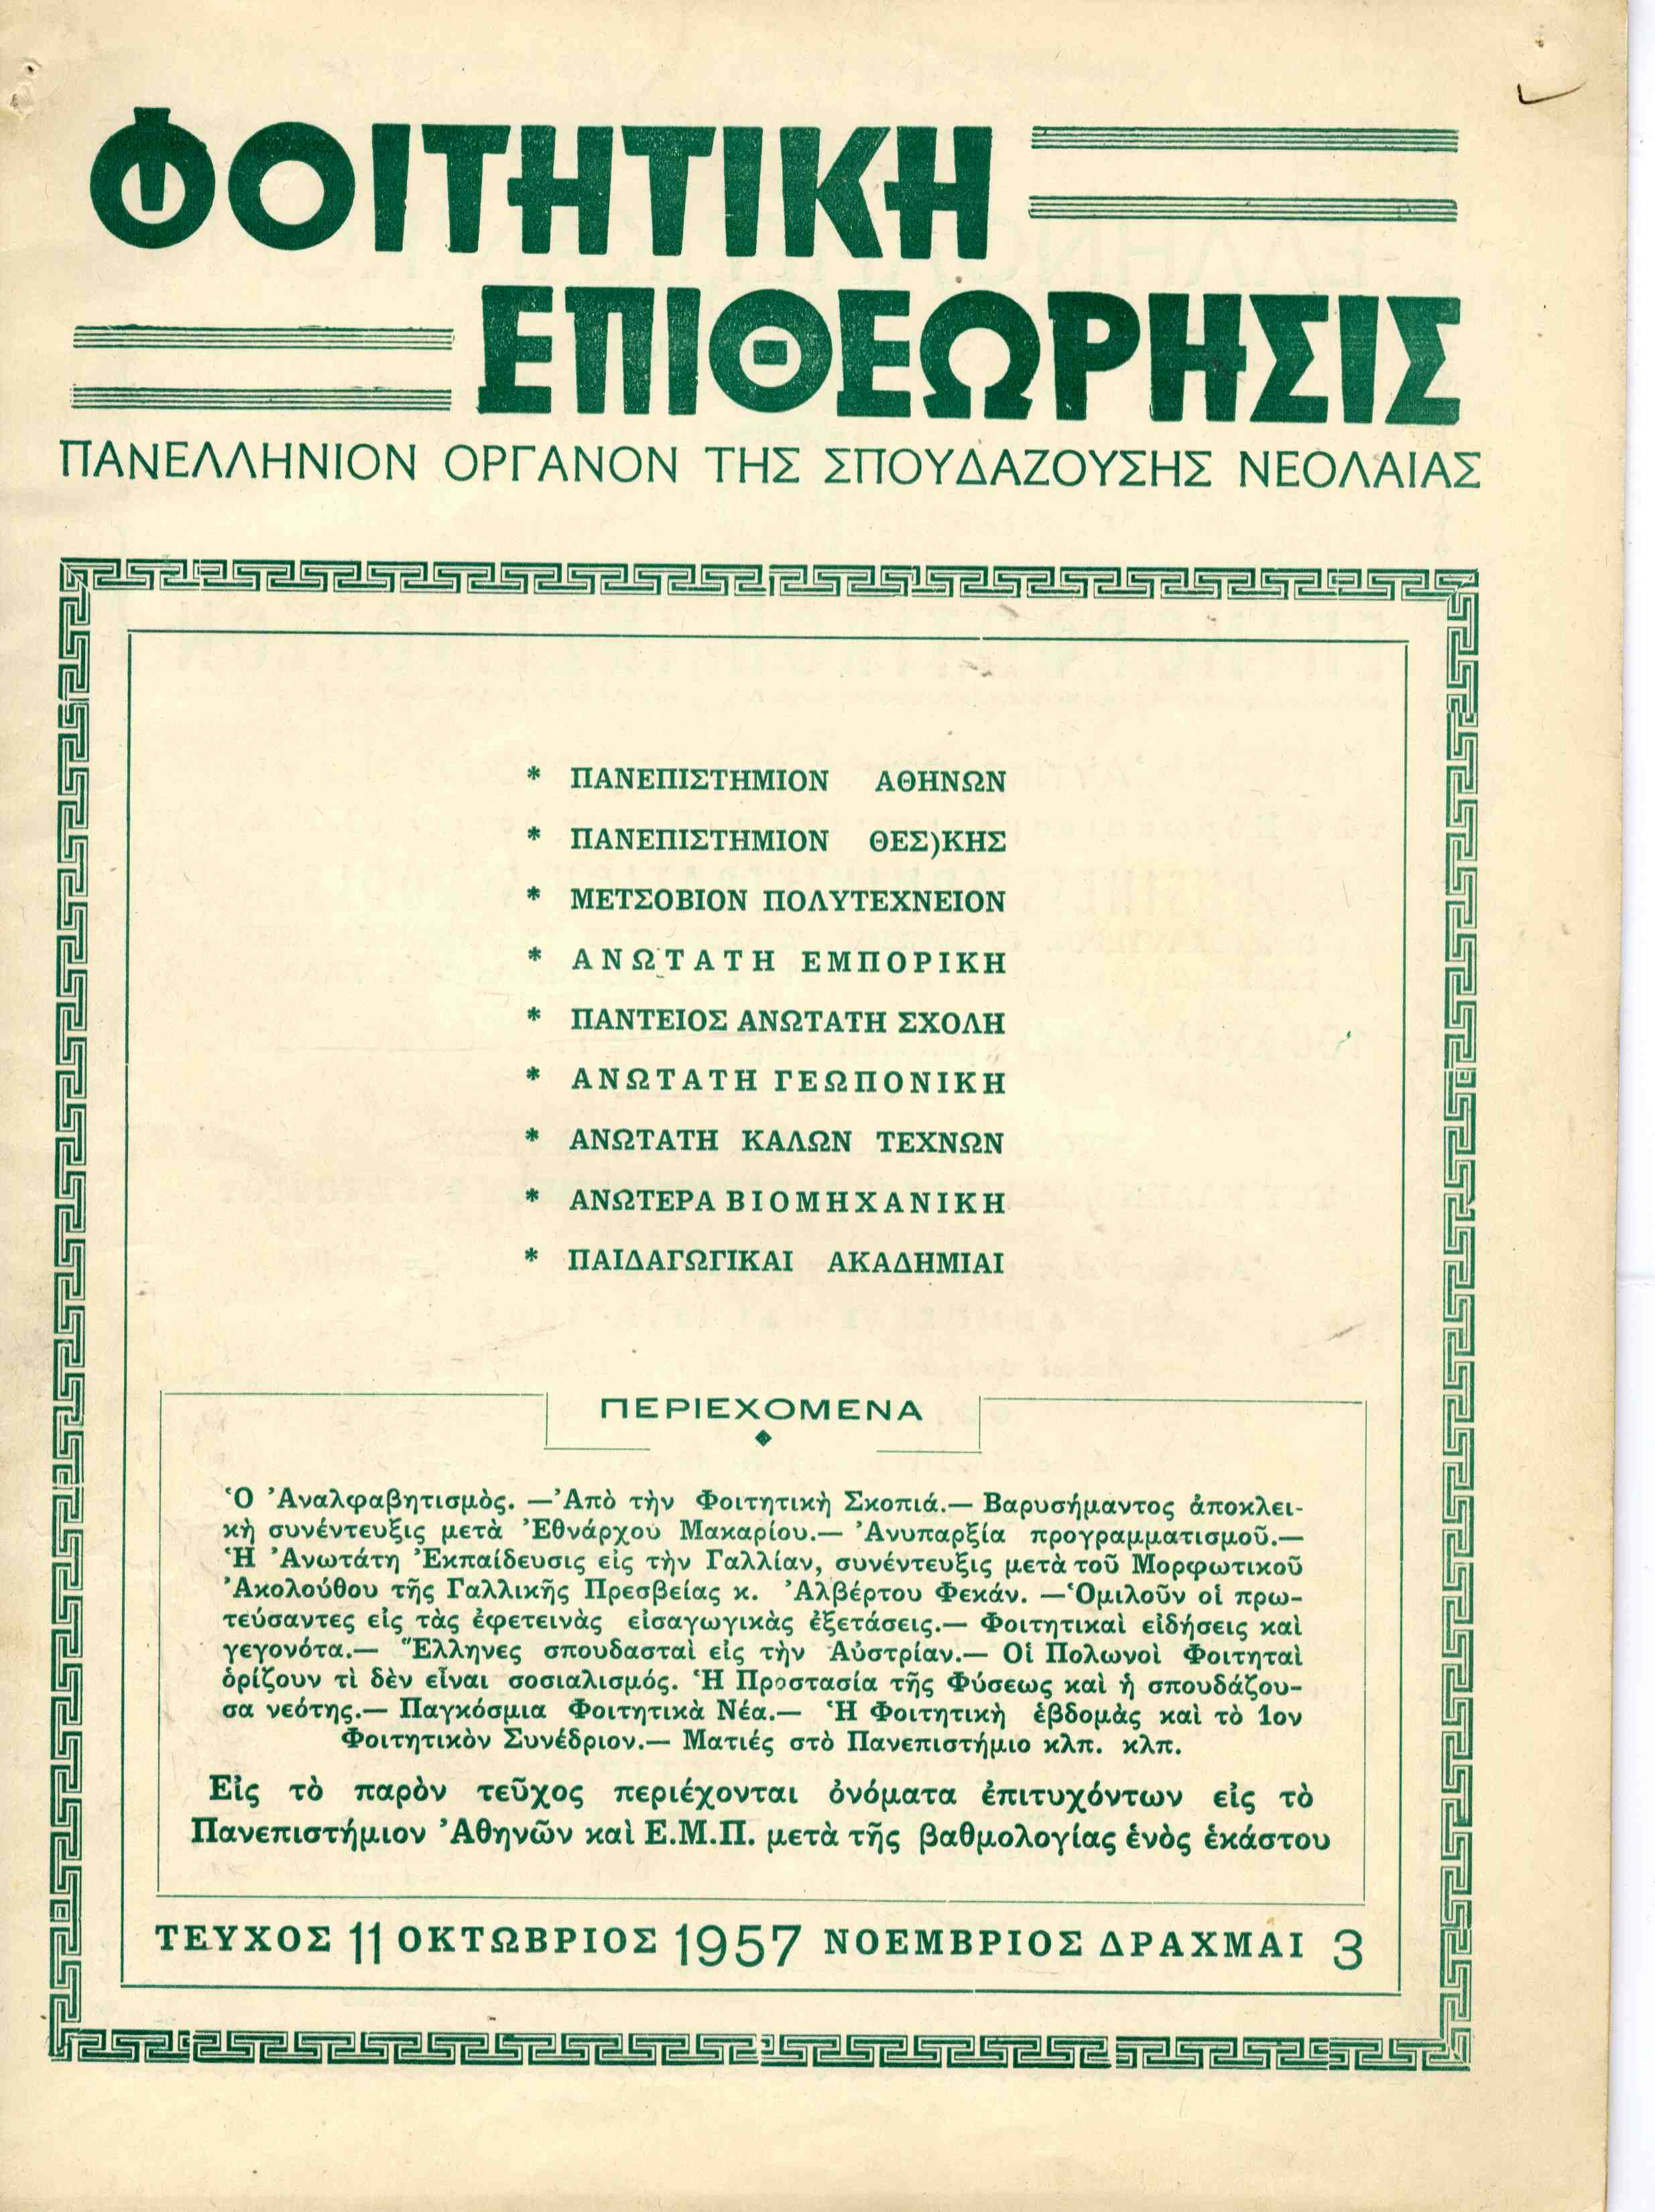 ΦΟΙΤΗΤΙΚΗ
ΕΠΙΘΕΩΡΗΣΙΣ
ΠΑΝΕΛΛΗΝΙΟΝ ΟΡΓΑΝΟΝ ΤΗΣ ΣΠΟΥΔΑΖΟΥΣΗΣ ΝΕΟΛΑΙΑΣ
* ΠΑΝΕΠΙΣΤΗΜΙΟΝ ΑΘΗΝΩΝ
* ΠΑΝΕΠΙΣΤΗΜΙΟΝ ΘΕΣ)ΚΗΣ
* ΜΕΤΣΟΒΙΟΝ ΠΟΛΥΤΕΧΝΕΙΟΝ
* ΑΝΩΤΑΤΗ ΕΜΠΟΡΙΚΗ
* ΠΑΝΤΕΙΟΣ ΑΝΩΤΑΤΗ ΣΧΟΛΗ
* ΑΝΩΤΑΤΗ ΓΕΩΠΟΝΙΚΗ
* ΑΝΩΤΑΤΗ ΚΑΛΩΝ ΤΕΧΝΩΝ
* ΑΝΩΤΕΡΑ ΒΙΟΜΗΧΑΝΙΚΗ
* ΠΑΙΔΑΓΩΓΙΚΑΙ ΑΚΑΔΗΜΙΑΙ
ΠΕΡΙΕΧΟΜΕΝΑ
Ὁ Ἀναλφαβητισμὸς. —Ἀπὸ τὴν Φοιτητικὴ Σκοπιά.— Βαρυσήμαντος ἀποκλει-
κὴ συνέντευξις μετὰ Ἐθνάρχου Μακαρίου.— Ἀνυπαρξία προγραμματισμοῦ.—
Ἡ Ἀνωτάτη Ἐκπαίδευσις εἰς τὴν Γαλλίαν, συνέντευξις μετὰ τοῦ Μορφωτικοῦ
Ἀκολούθου τῆς Γαλλικῆς Πρεσβείας κ. Ἀλβέρτου Φεκάν. —Ὁμιλοῦν οἱ πρω-
τεύσαντες εἰς τὰς ἐφετεινὰς εἰσαγωγικὰς ἐξετάσεις.— Φοιτητικαὶ εἰδήσεις καὶ
γεγονότα.— Ἕλληνες σπουδασταὶ εἰς τὴν Αὐστρίαν.— Οἱ Πολωνοὶ Φοιτηταὶ
ὁρίζουν τὶ δὲν εἶναι σοσιαλισμός. Ἡ Προστασία τῆς Φύσεως καὶ ἡ σπουδάζου-
σα νεότης.— Παγκόσμια Φοιτητικὰ Νέα.— Ἡ Φοιτητικὴ ἑβδομὰς καὶ τὸ 1ον
Φοιτητικὸν Συνέδριον.— Ματιές στὸ Πανεπιστήμιο κλπ. κλπ.
Εἰς τὸ παρὸν τεῦχος περιέχονται ὀνόματα ἐπιτυχόντων εἰς τὸ
Πανεπιστήμιον Ἀθηνῶν καὶ Ε.Μ.Π. μετὰ τῆς βαθμολογίας ἑνὸς ἑκάστου
ΤΕΥΧΟΣ 11 ΟΚΤΩΒΡΙΟΣ 1957 ΝΟΕΜΒΡΙΟΣ ΔΡΑΧΜΑΙ 3